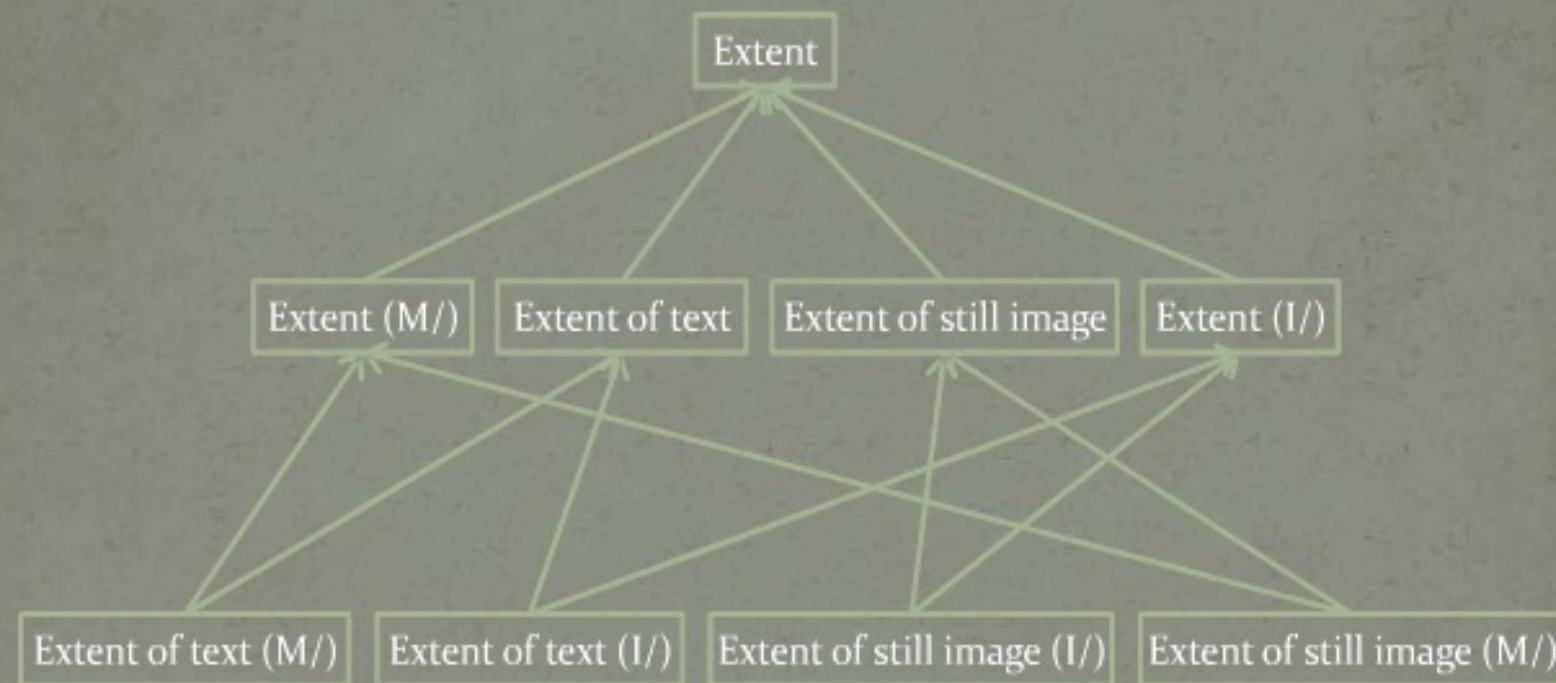 Extent
Extent (M/)
Extent of text
Extent of still image
Extent (I/)
Extent of text (M/)
Extent of text (I/)
Extent of still image (I/)
Extent of still image (M/)